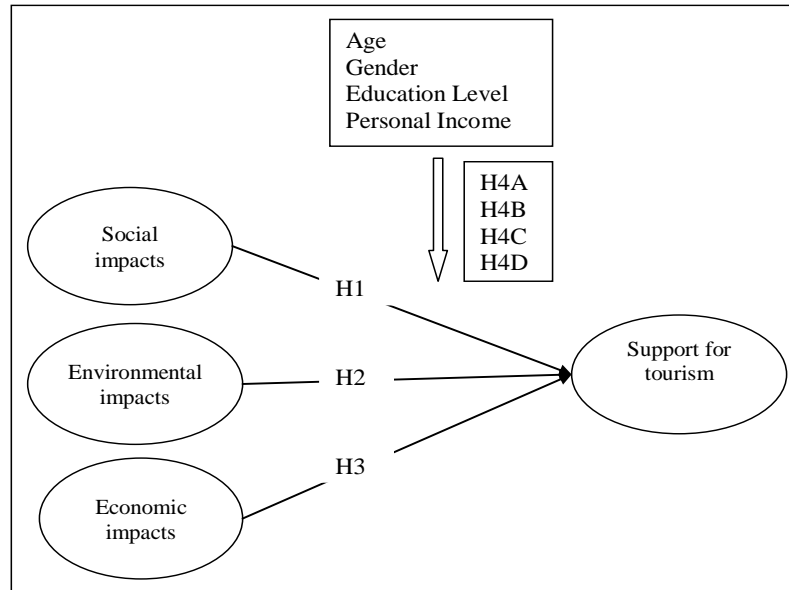 Age
Gender
Education Level
Personal Income
H4A
H4B
H4C
H4D
Social
impacts
H1
Environmental
impacts
H2
Support for
tourism
H3
Economic
impacts